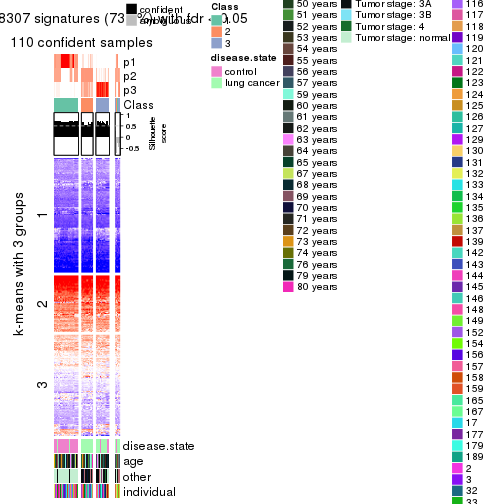 8307 signatures (73
with fdr < 0.05
110 confident samples
confident
p1
p2
p3
Class
1
0.5
0
-0.5
Silhouette
score
k-means with 3 groups
1
2
3
disease.state
age
other
individual
Class
1
2
3
disease.state
control
lung cancer
50 years
51 years
52 years
53 years
54 years
55 years
56 years
57 years
59 years
60 years
61 years
62 years
63 years
64 years
65 years
67 years
68 years
69 years
70 years
71 years
72 years
73 years
74 years
76 years
79 years
80 years
Tumor stage: 3A
Tumor stage: 3B
Tumor stage: 4
Tumor stage: normal
116
117
118
119
120
121
122
123
124
125
126
127
129
130
131
132
133
134
135
136
137
139
142
143
144
145
146
148
149
152
154
156
157
158
159
165
167
17
177
179
189
2
3
32
33